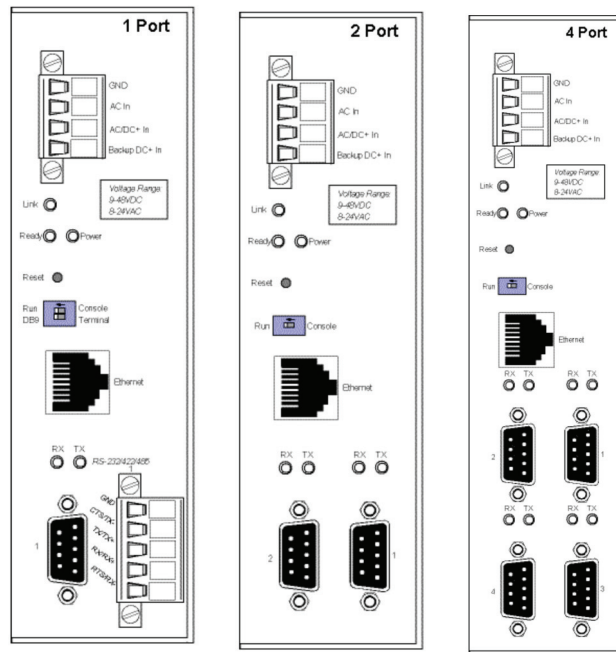 1 Port
GND
AC In
AC/DC+ In
Backup DC+ In
Voltage Range
9-48VDC
8-24VAC
Link
Ready
Power
Reset
Run
Console
DB9
Terminal
Ethernet
RX TX
RS-232/422/485
1
GND
CTS/TX-
TX/TX+
RX/RX+
RTS/RX-
1
2 Port
GND
AC In
AC/DC+ In
Backup DC+ In
Voltage Range
9-48VDC
8-24VAC
Link
Ready
Power
Reset
Run
Console
Ethernet
RX TX
RX TX
2
1
4 Port
GND
AC In
AC/DC+ In
Backup DC+ In
Voltage Range
9-48VDC
8-24VAC
Link
Ready
Power
Reset
Run
Console
Ethernet
RX TX
RX TX
2
1
RX TX
RX TX
4
3